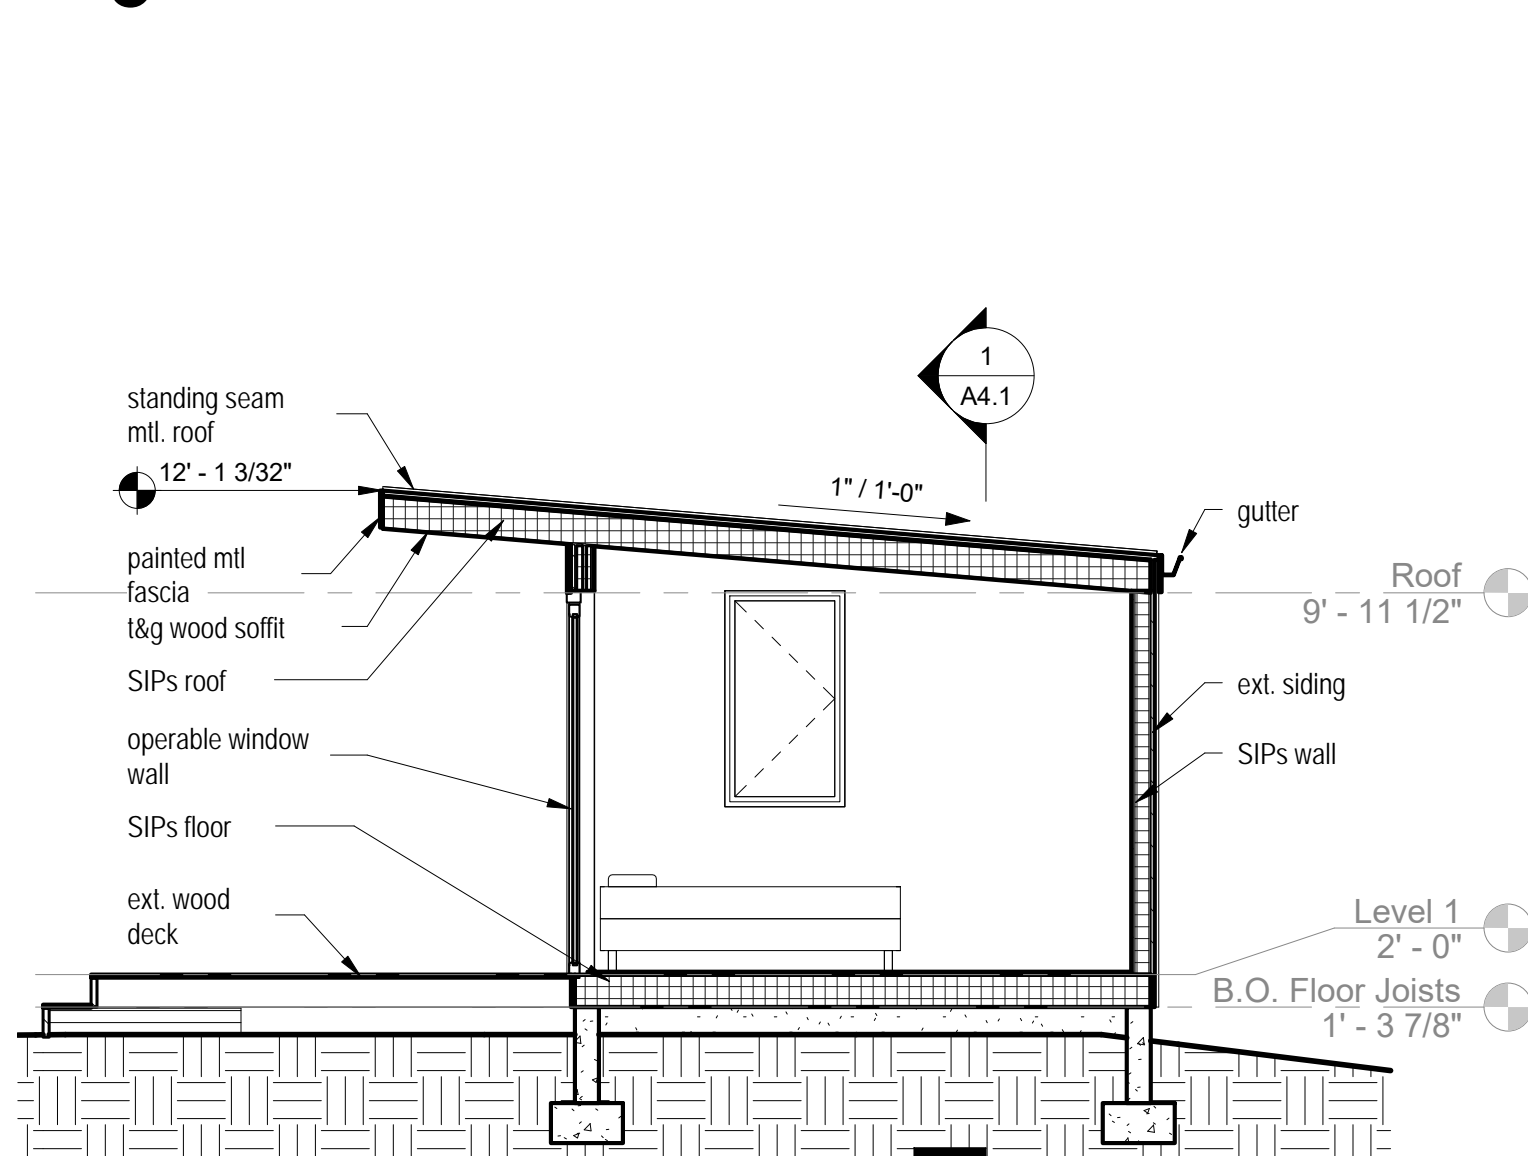 1
A4.1
standing seam
mtl. roof
12' - 1 3/32"
1" / 1'-0"
gutter
painted mtl
fascia
Roof
9' - 11 1/2"
t&g wood soffit
SIPs roof
ext. siding
operable window
wall
SIPs wall
SIPs floor
ext. wood
deck
Level 1
2' - 0"
B.O. Floor Joists
1' - 3 7/8"